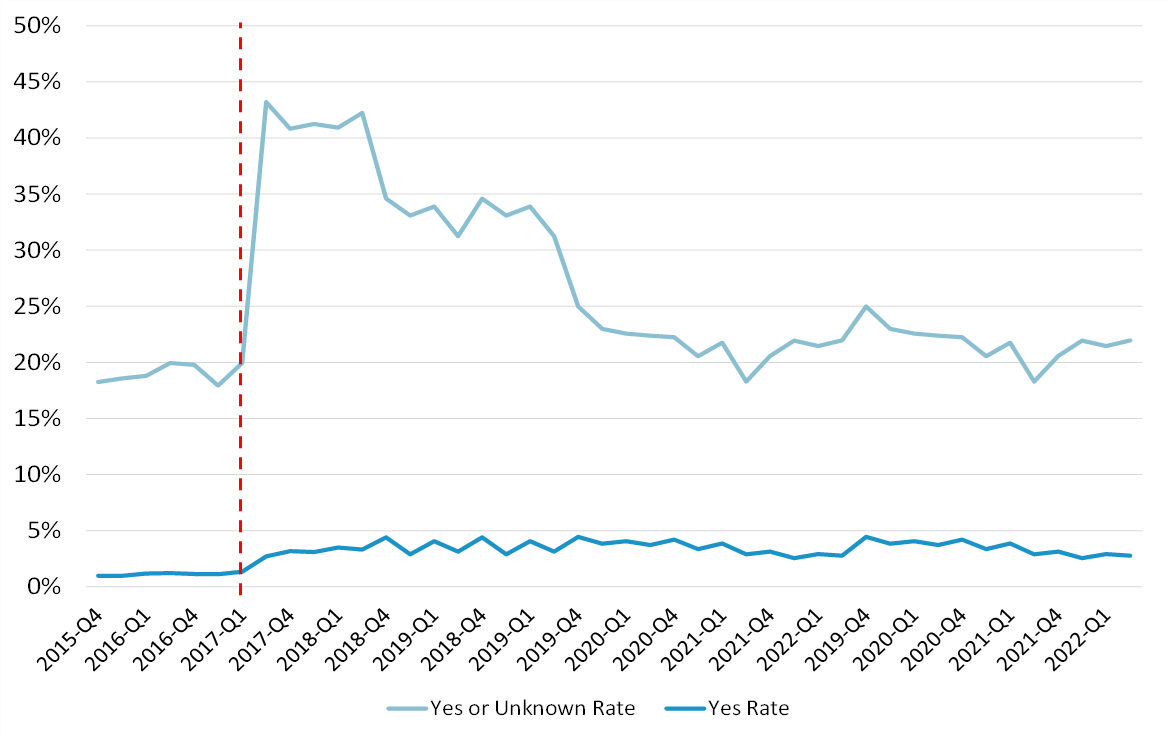 50%
45%
40%
35%
30%
25%
20%
15%
10%
5%
0%
2015-Q4
2016-Q1
2016-Q4
2017-Q1
2017-Q4
2018-Q1
2018-Q4
2019-Q1
2018-Q4
2019-Q1
2019-Q4
2020-Q1
2020-Q4
2021-Q1
2021-Q4
2022-Q1
2019-Q4
2020-Q1
2020-Q4
2021-Q1
2021-Q4
2022-Q1
Yes or Unknown Rate
Yes Rate